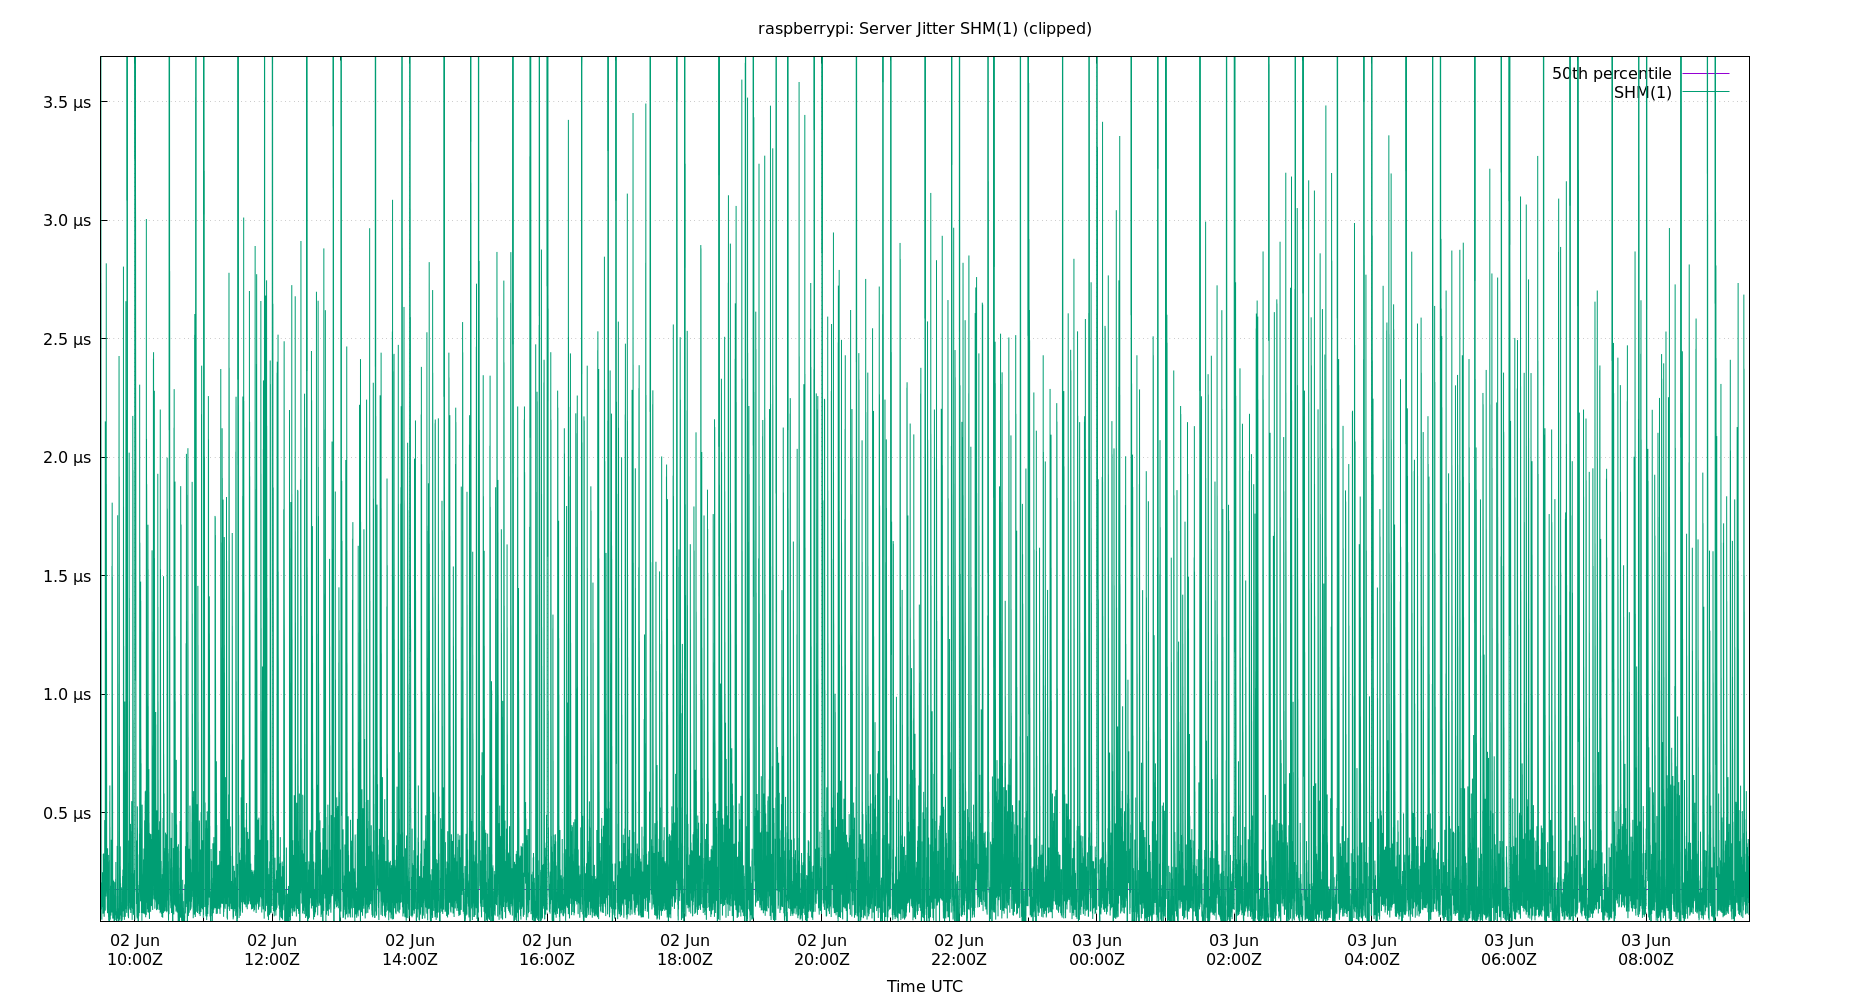 raspberrypi: Server Jitter SHM(1) (clipped)
50th percentile
SHM(1)
3.5 µs
3.0 µs
2.5 µs
2.0 µs
1.5 µs
1.0 µs
0.5 µs
02 Jun 02 Jun 02 Jun 02 Jun 02 Jun 02 Jun 02 Jun 03 Jun 03 Jun 03 Jun 03 Jun 03 Jun
10:00Z 12:00Z 14:00Z 16:00Z 18:00Z 20:00Z 22:00Z 00:00Z 02:00Z 04:00Z 06:00Z 08:00Z
Time UTC